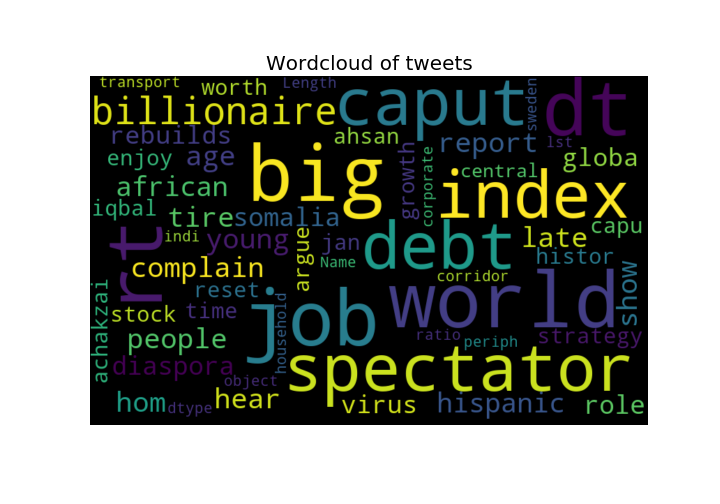 Wordcloud of tweets
transport
worth
Length
billionaire
caput
sweden
dt
rebuilds
ahsan
report
1st
enjoy
age
big
growth
corporate
central
globa
african
index
iqbal
tire
somalia
capu
rt
indi
young
argue
jan
debt
late
complain
Name
histor
achakzai
reset
corridor
show
stock
time
household
job
world
people
ratio
periph
strategy
diaspora
object
spectator
hom
dtype
hear
virus
hispanic
role